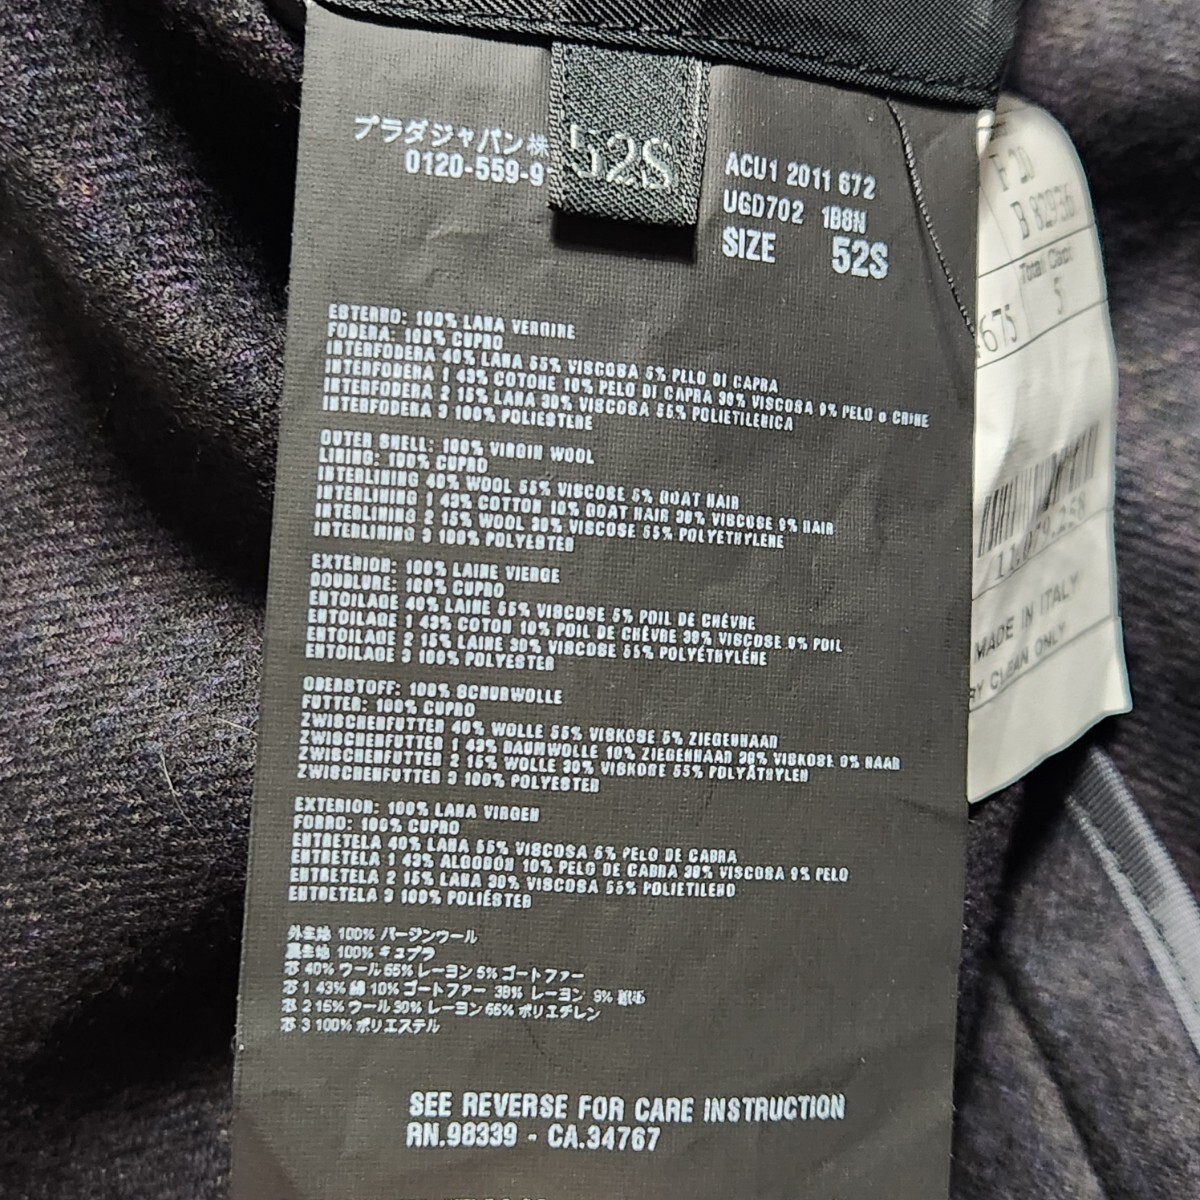 プラダジャパン株
0120-559-9
52S
ACU1 2011 672
UGD702 1B8N
SIZE 52S
ESTERNO: 100% LANA VERGINE
FODERA: 100% CUPRO
INTERFODERA 40% LANA 55% VISCOSA 5% PELO DI CAPRA
INTERFODERA 1 43% COTONE 10% PELO DI CAPRA 38% VISCOSA 9% PELO o CRINE
INTERFODERA 2 15% LANA 30% VISCOSA 55% POLIETILENICA
INTERFODERA 3 100% POLIESTERE
OUTER SHELL: 100% VIRGIN WOOL
LINING: 100% CUPRO
INTERLINING 40% WOOL 55% VISCOSE 5% GOAT HAIR
INTERLINING 1 43% COTTON 10% GOAT HAIR 38% VISCOSE 9% HAIR
INTERLINING 2 15% WOOL 30% VISCOSE 55% POLYETHYLENE
INTERLINING 3 100% POLYESTER
EXTERIEUR: 100% LAINE VIERGE
DOUBLURE: 100% CUPRO
ENTOILAGE 40% LAINE 55% VISCOSE 5% POIL DE CHÈVRE
ENTOILAGE 1 43% COTON 10% POIL DE CHÈVRE 38% VISCOSE 9% POIL
ENTOILAGE 2 15% LAINE 30% VISCOSE 55% POLYÉTHYLÈNE
ENTOILAGE 3 100% POLYESTER
OBERSTOFF: 100% SCHURWOLLE
FUTTER: 100% CUPRO
ZWISCHENFUTTER 40% WOLLE 55% VISKOSE 5% ZIEGENHAAR
ZWISCHENFUTTER 1 43% BAUMWOLLE 10% ZIEGENHAAR 38% VISKOSE 9% HAAR
ZWISCHENFUTTER 2 15% WOLLE 30% VISKOSE 55% POLYÄTHYLEN
ZWISCHENFUTTER 3 100% POLYESTER
EXTERIOR: 100% LANA VIRGEN
FORRO: 100% CUPRO
ENTRETELA 40% LANA 55% VISCOSA 5% PELO DE CABRA
ENTRETELA 1 43% ALGODÓN 10% PELO DE CABRA 38% VISCOSA 9% PELO
ENTRETELA 2 15% LANA 30% VISCOSA 55% POLIETILENO
ENTRETELA 3 100% POLIÉSTER
外生地 100% バージンウール
裏生地 100% キュプラ
芯 40% ウール 55% レーヨン 5% ゴートファー
芯 1 43% 綿 10% ゴートファー 38% レーヨン 9% 獣毛
芯 2 15% ウール 30% レーヨン 55% ポリエチレン
芯 3 100% ポリエステル
SEE REVERSE FOR CARE INSTRUCTION
RN.98339 - CA.34767
F 20
B 82936
Total Capi
675 5
12.079.258
MADE IN ITALY
RY CLEAN ONLY